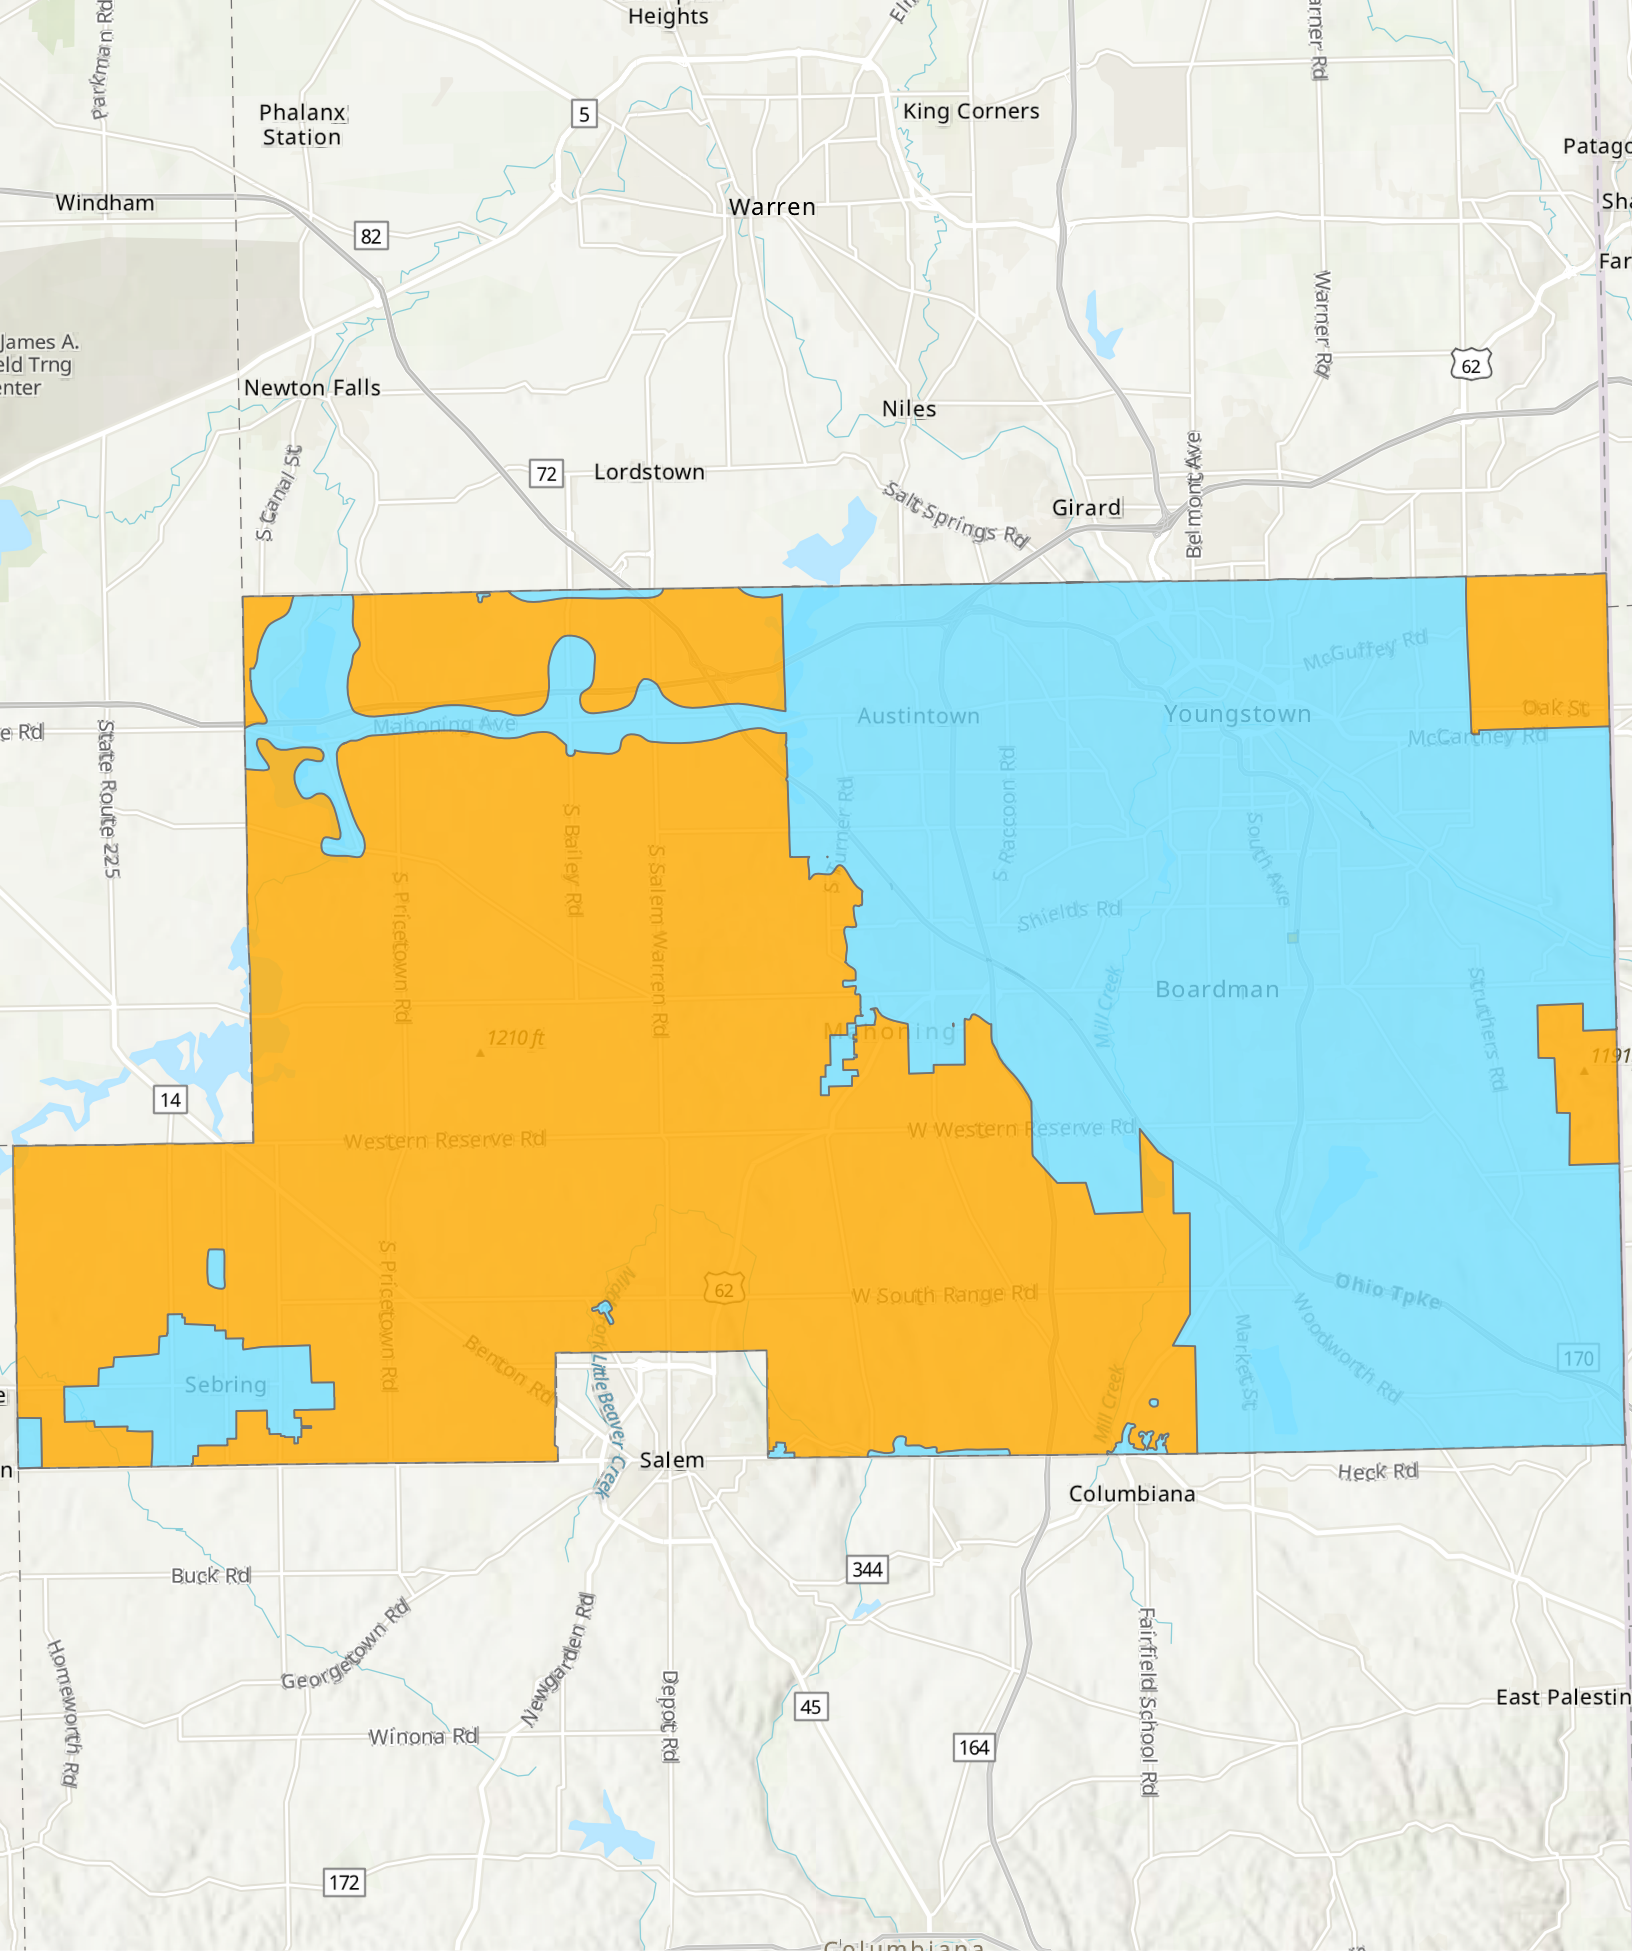 Heights
Parkman Rd
Phalanx
Station
5
King Corners
Windham
82
Warren
James A.
eld Trng
enter
Newton Falls
Niles
Warner Rd
62
S Canal St
72
Lordstown
Salt Springs Rd
Girard
Belmont Ave
McGuffey Rd
Oak St
McCartney Rd
Mahoning Ave
Austintown
Youngstown
State Route 225
S Pricetown Rd
S Bailey Rd
S Salem Warren Rd
S Turner Rd
S Raccoon Rd
South Ave
Shields Rd
Mill Creek
Boardman
Struthers Rd
1210 ft
Mahoning
1191
14
Western Reserve Rd
W Western Reserve Rd
S Pricetown Rd
62
W South Range Rd
Ohio Tpke
Middle Fork Little Beaver Creek
Benton Rd
Sebring
Mill Creek
Market St
Woodworth Rd
170
Salem
Columbiana
Heck Rd
Buck Rd
344
Georgetown Rd
Newgarden Rd
Homeworth Rd
Depot Rd
Fairfield School Rd
Winona Rd
45
164
East Palestin
172
Columbiana